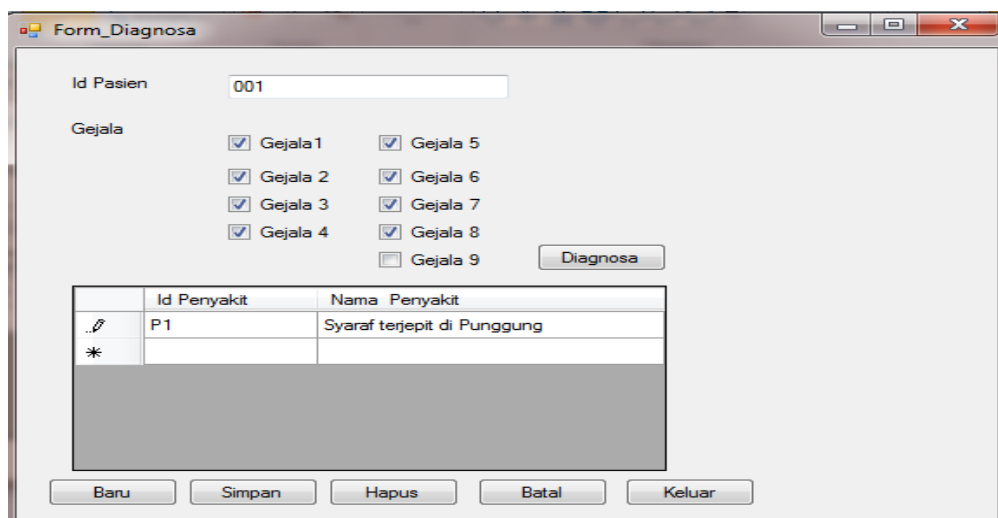 Form_Diagnosa
Id Pasien 001
Gejala
Gejala1 Gejala 5
Gejala 2 Gejala 6
Gejala 3 Gejala 7
Gejala 4 Gejala 8
Gejala 9 Diagnosa
Id Penyakit Nama Penyakit
P1 Syaraf terjepit di Punggung
Baru Simpan Hapus Batal Keluar